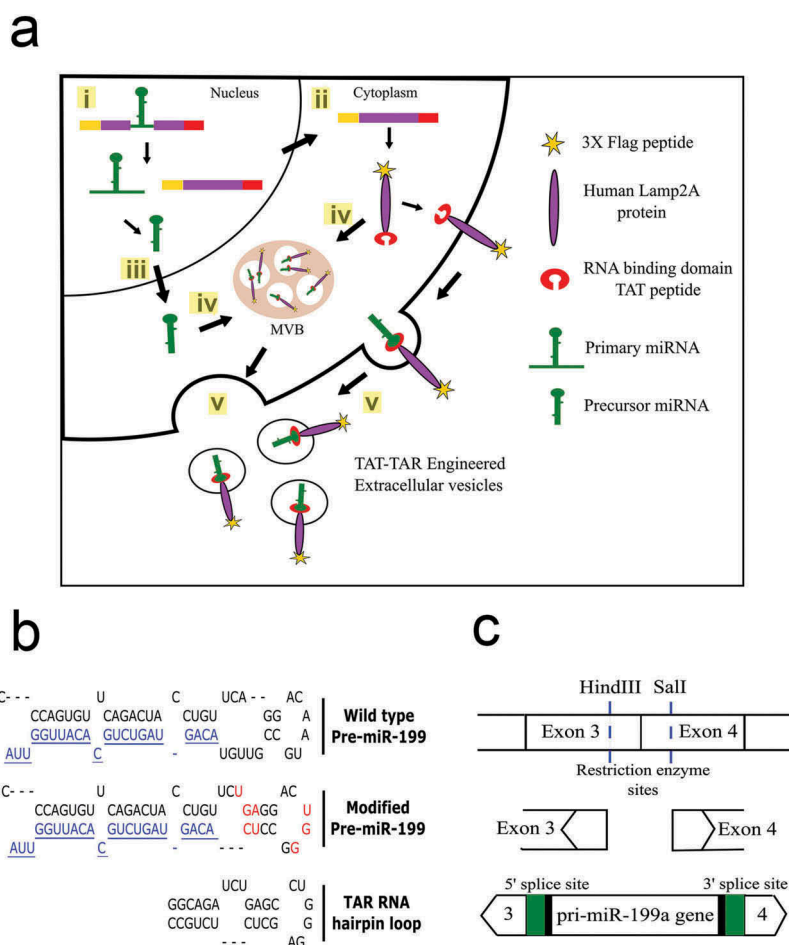 a
i
Nucleus
ii
Cytoplasm
3X Flag peptide
Human Lamp2A
protein
iv
iii
iv
RNA binding domain
TAT peptide
MVB
Primary miRNA
v
v
Precursor miRNA
TAT-TAR Engineered
Extracellular vesicles
b
C--- U C UCA-- AC
CCAGUGU CAGACUA CUGU GG A
GGUUACA GUCUGAU GACA CC A
AUU C - UGUUG GU
Wild type
Pre-miR-199
C--- U C UCU AC
CCAGUGU CAGACUA CUGU GAGG U
GGUUACA GUCUGAU GACA CUCC G
AUU C - --- GG
Modified
Pre-miR-199
UCU CU
GGCAGA GAGC G
CCGUCU CUCG G
--- AG
TAR RNA
hairpin loop
c
HindIII SalI
Exon 3 Exon 4
Restriction enzyme
sites
Exon 3 Exon 4
5' splice site 3' splice site
3 pri-miR-199a gene 4